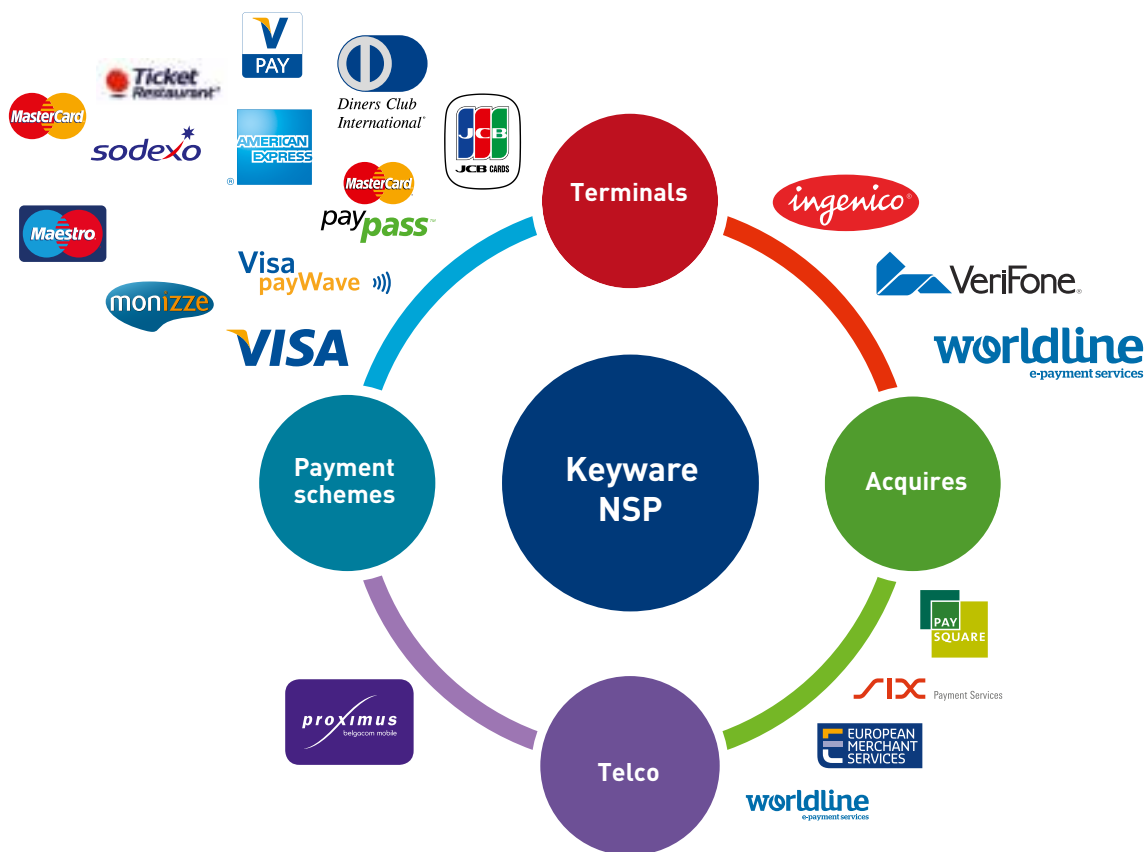 V
PAY
Ticket
Restaurant®
MasterCard
sodexo
AMERICAN
EXPRESS
®
Diners Club
International®
JCB
JCB CARDS
MasterCard
paypass™
Maestro
Visa
payWave
monizze
VISA
Terminals
ingenico®
VeriFone®
worldline
e-payment services
Payment
schemes
Keyware
NSP
Acquires
PAY
SQUARE
SIX Payment Services
proximus
belgacom mobile
EUROPEAN
MERCHANT
SERVICES
Telco
worldline
e-payment services